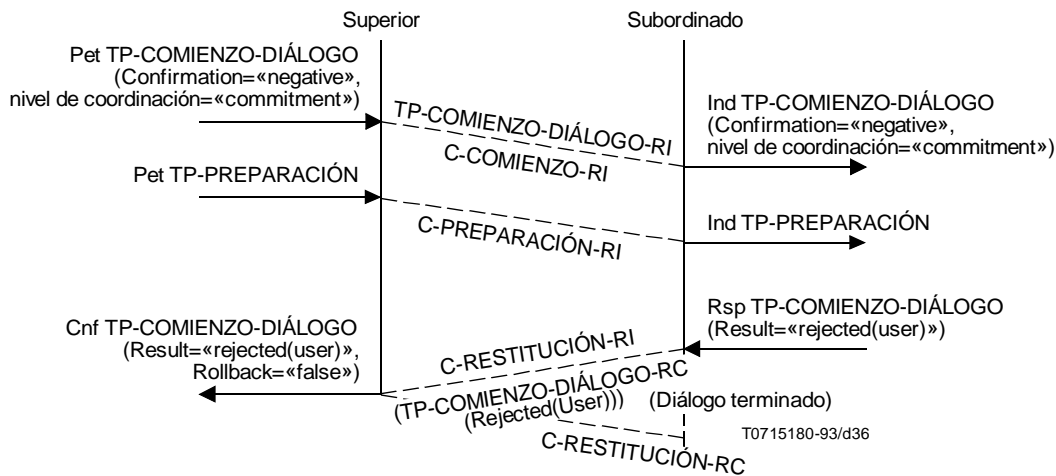 Superior
Subordinado
Pet TP-COMIENZO-DIÁLOGO
(Confirmation=«negative»,
nivel de coordinación=«commitment»)
TP-COMIENZO-DIÁLOGO-RI
C-COMIENZO-RI
Ind TP-COMIENZO-DIÁLOGO
(Confirmation=«negative»,
nivel de coordinación=«commitment»)
Pet TP-PREPARACIÓN
C-PREPARACIÓN-RI
Ind TP-PREPARACIÓN
Rsp TP-COMIENZO-DIÁLOGO
(Result=«rejected(user)»)
Cnf TP-COMIENZO-DIÁLOGO
(Result=«rejected(user)»,
Rollback=«false»)
C-RESTITUCIÓN-RI
(TP-COMIENZO-DIÁLOGO-RC
(Rejected(User)))
(Diálogo terminado)
T0715180-93/d36
C-RESTITUCIÓN-RC